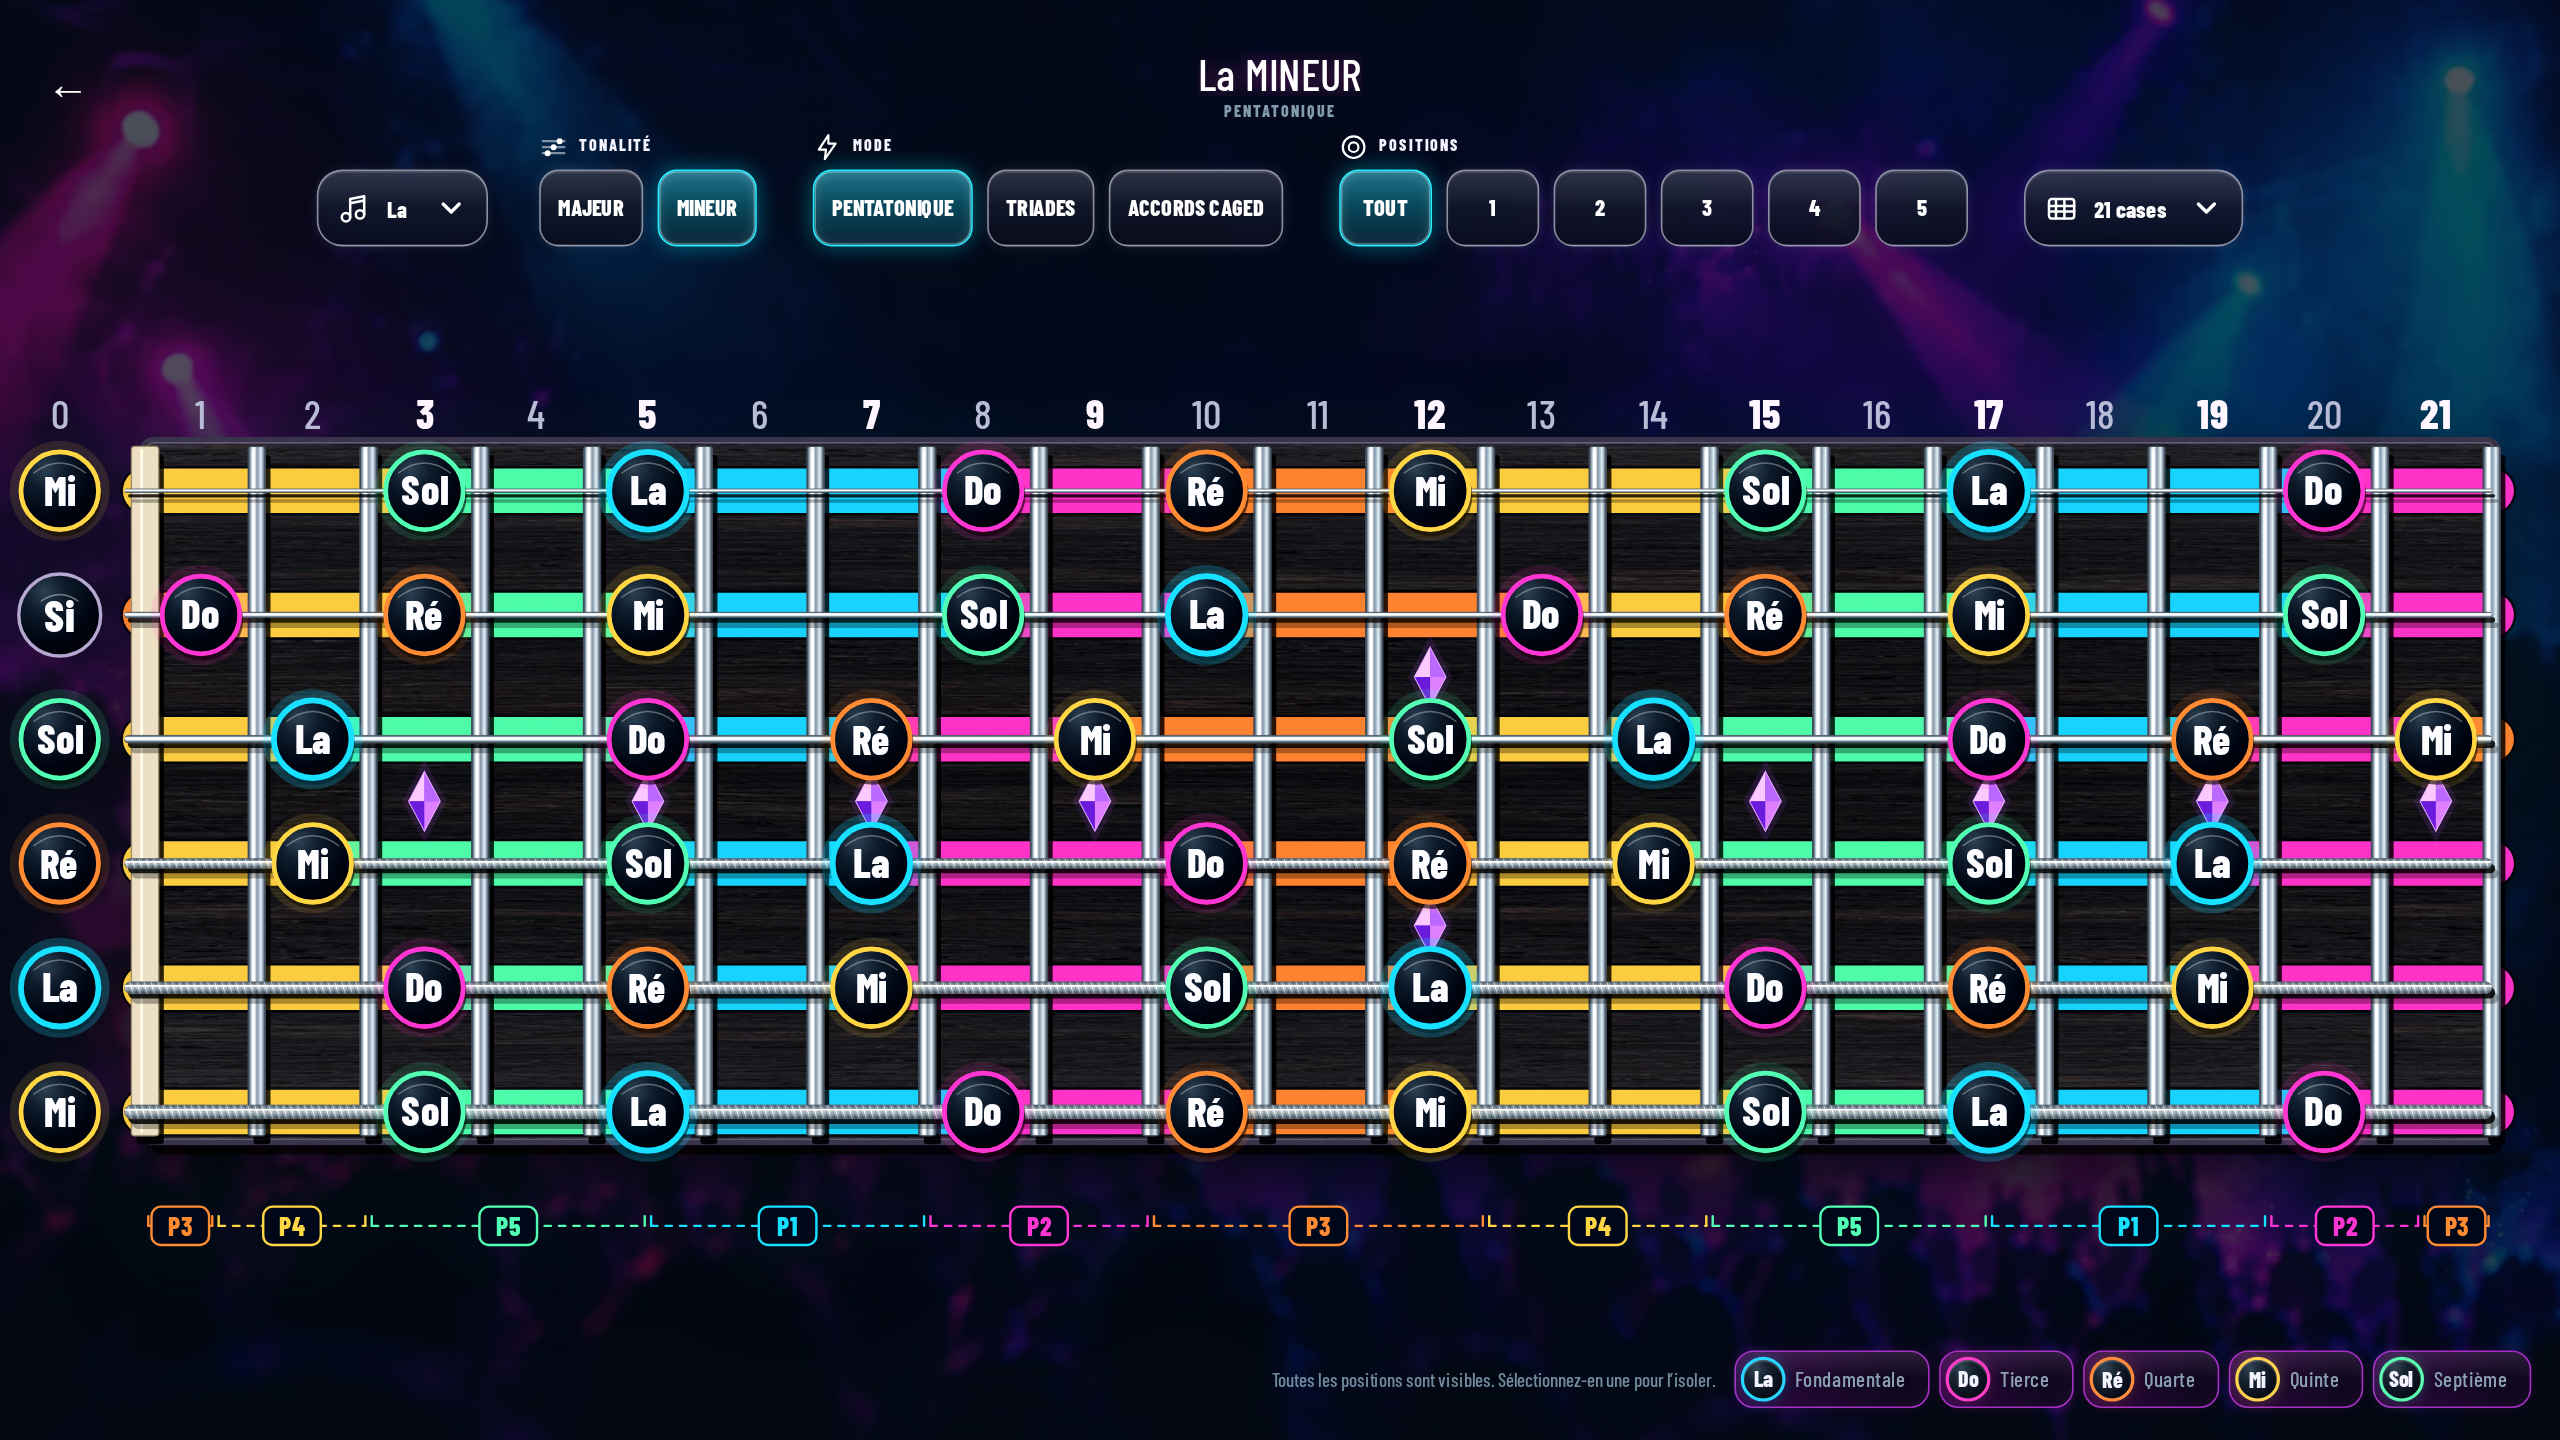 ←
La MINEUR
PENTATONIQUE
TONALITÉ MODE POSITIONS
La MAJEUR MINEUR PENTATONIQUE TRIADES ACCORDS CAGED TOUT 1 2 3 4 5 21 cases
0 1 2 3 4 5 6 7 8 9 10 11 12 13 14 15 16 17 18 19 20 21
Mi Sol La Do Ré Mi Sol La Do
Si Do Ré Mi Sol La Do Ré Mi Sol
Sol La Do Ré Mi Sol La Do Ré Mi
Ré Mi Sol La Do Ré Mi Sol La
La Do Ré Mi Sol La Do Ré Mi
Mi Sol La Do Ré Mi Sol La Do
P3 P4 P5 P1 P2 P3 P4 P5 P1 P2 P3
Toutes les positions sont visibles. Sélectionnez-en une pour l'isoler. La Fondamentale Do Tierce Ré Quarte Mi Quinte Sol Septième